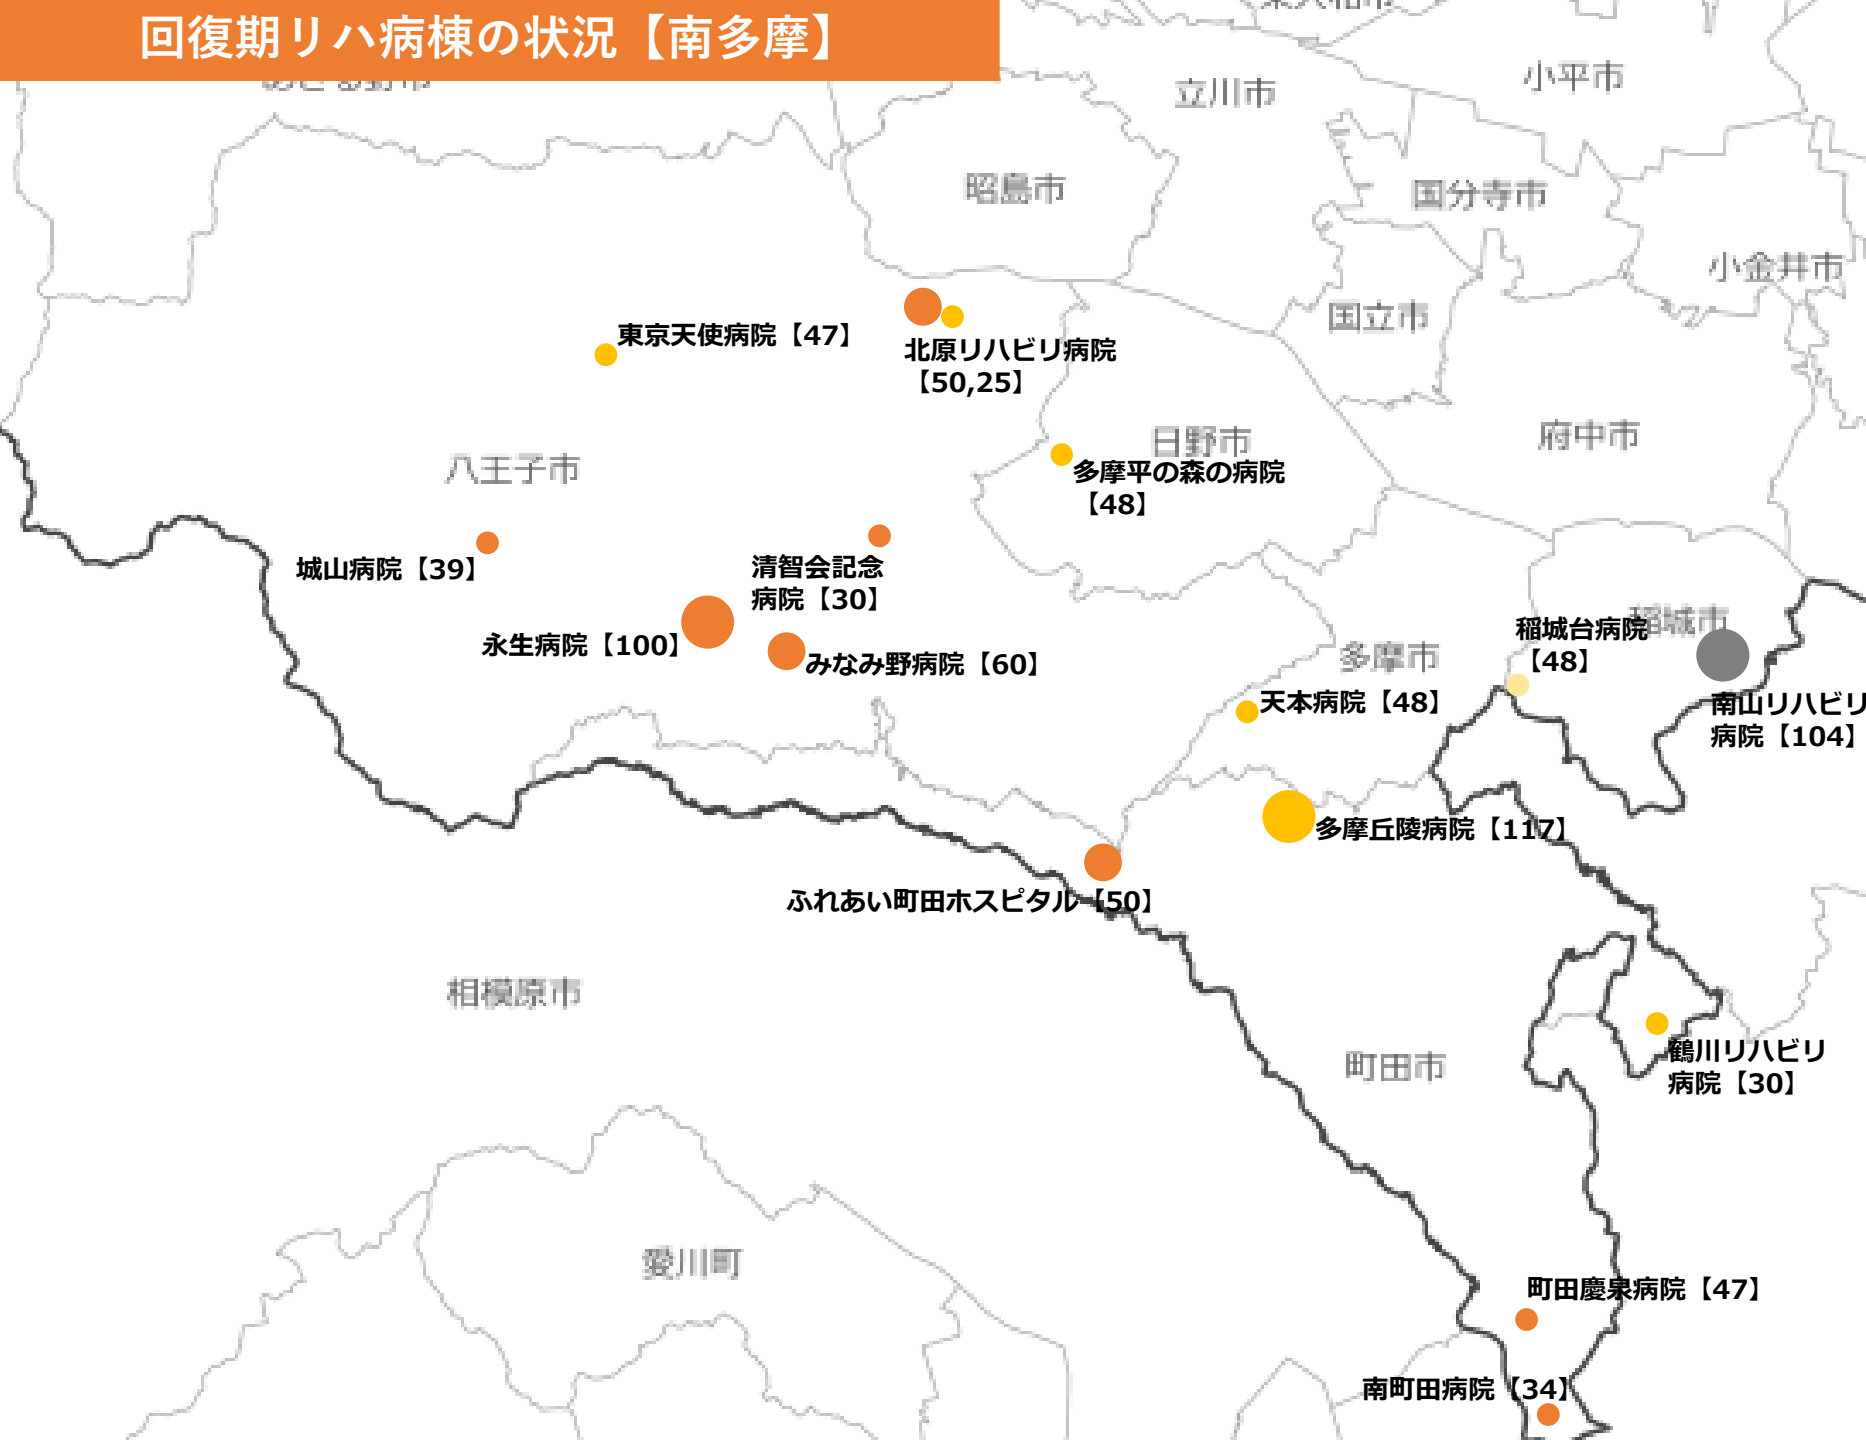 回復期リハ病棟の状況【南多摩】
立川市
小平市
昭島市
国分寺市
小金井市
国立市
東京天使病院【47】
北原リハビリ病院
【50,25】
府中市
日野市
八王子市
多摩平の森の病院
【48】
城山病院【39】
清智会記念
病院【30】
稲城市
稲城台病院
【48】
永生病院【100】
みなみ野病院【60】
多摩市
天本病院【48】
南山リハビリ
病院【104】
多摩丘陵病院【117】
ふれあい町田ホスピタル【50】
相模原市
町田市
鶴川リハビリ
病院【30】
愛川町
町田慶泉病院【47】
南町田病院【34】